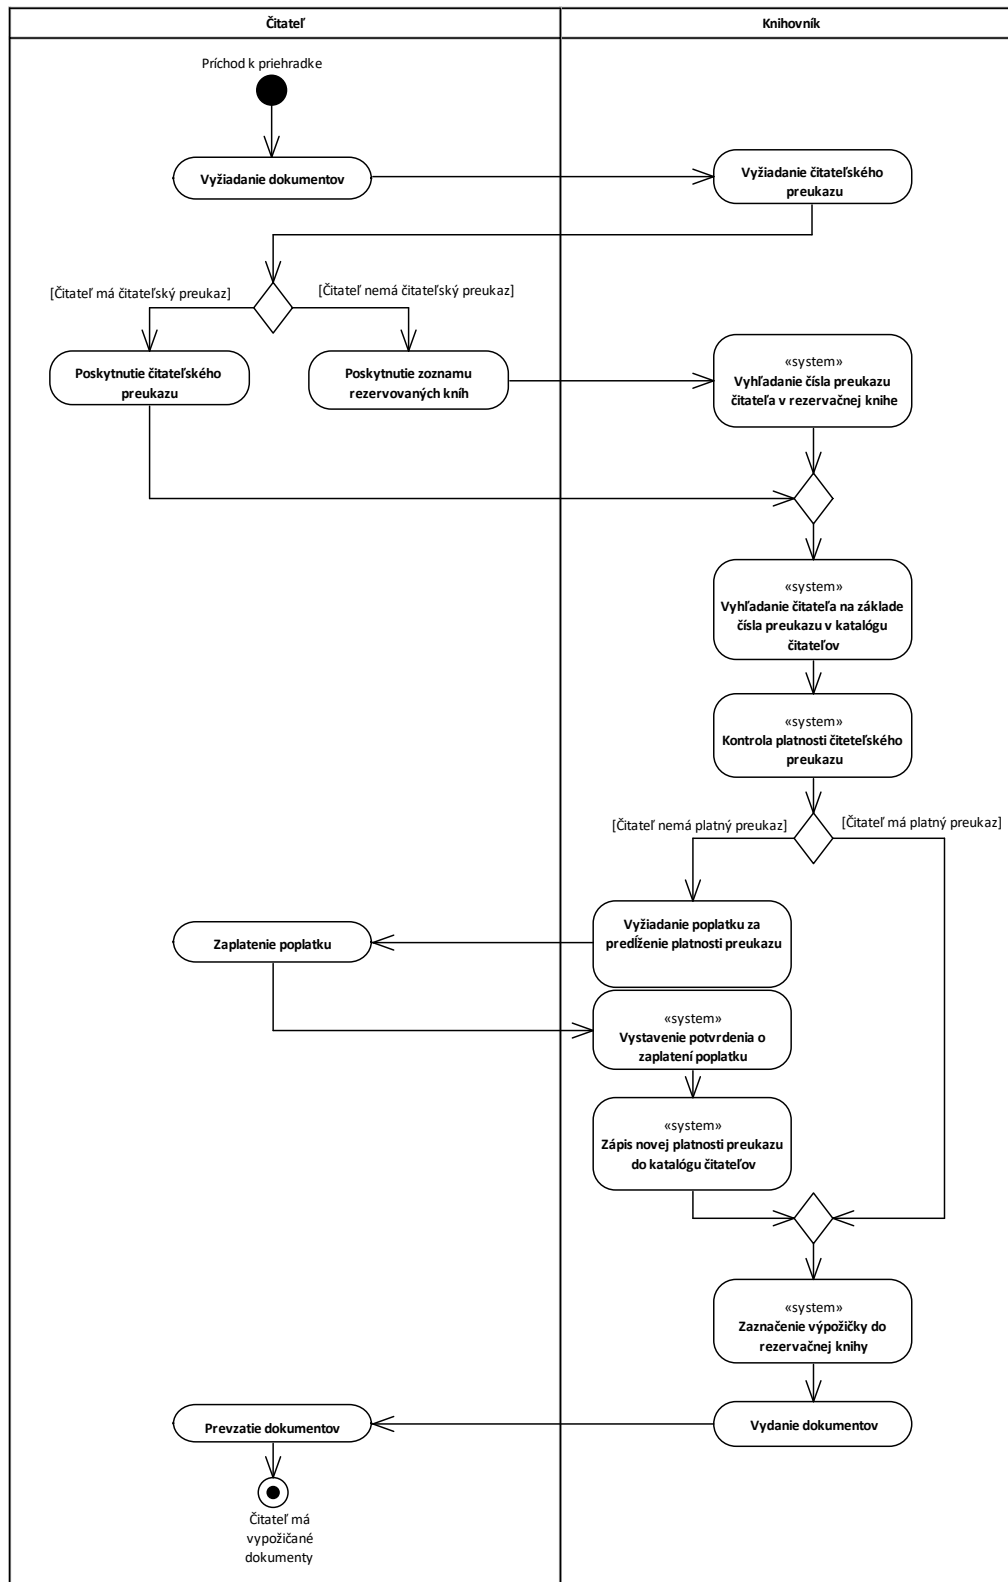 Čitateľ
Knihovník
Príchod k priehradke
Vyžiadanie dokumentov
Vyžiadanie čitateľského
preukazu
[Čitateľ má čitateľský preukaz]
[Čitateľ nemá čitateľský preukaz]
Poskytnutie čitateľského
preukazu
Poskytnutie zoznamu
rezervovaných kníh
«system»
Vyhľadanie čísla preukazu
čitateľa v rezervačnej knihe
«system»
Vyhľadanie čitateľa na základe
čísla preukazu v katalógu
čitateľov
«system»
Kontrola platnosti čiteteľského
preukazu
[Čitateľ nemá platný preukaz]
[Čitateľ má platný preukaz]
Vyžiadanie poplatku za
predĺženie platnosti preukazu
Zaplatenie poplatku
«system»
Vystavenie potvrdenia o
zaplatení poplatku
«system»
Zápis novej platnosti preukazu
do katalógu čitateľov
«system»
Zaznačenie výpožičky do
rezervačnej knihy
Prevzatie dokumentov
Vydanie dokumentov
Čitateľ má
vypožičané
dokumenty